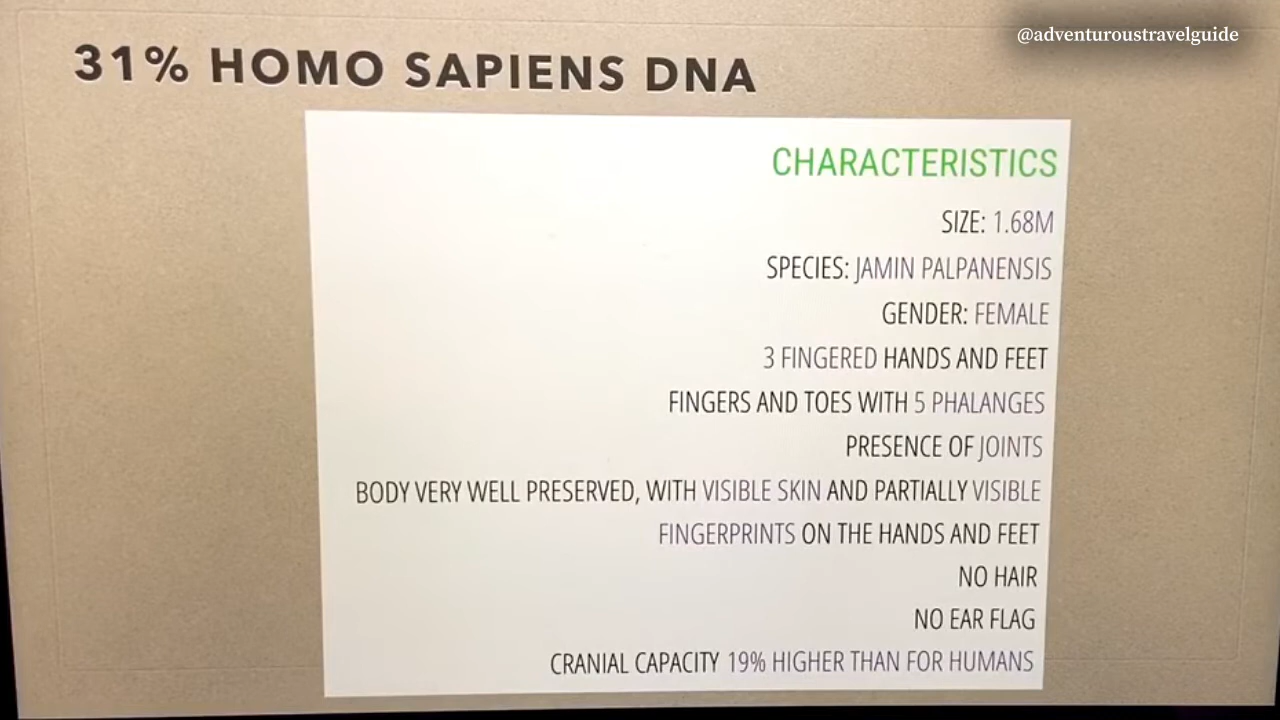 @adventuroustravelguide
31% HOMO SAPIENS DNA
CHARACTERISTICS
SIZE: 1.68M
SPECIES: JAMIN PALPANENSIS
GENDER: FEMALE
3 FINGERED HANDS AND FEET
FINGERS AND TOES WITH 5 PHALANGES
PRESENCE OF JOINTS
BODY VERY WELL PRESERVED, WITH VISIBLE SKIN AND PARTIALLY VISIBLE
FINGERPRINTS ON THE HANDS AND FEET
NO HAIR
NO EAR FLAG
CRANIAL CAPACITY 19% HIGHER THAN FOR HUMANS